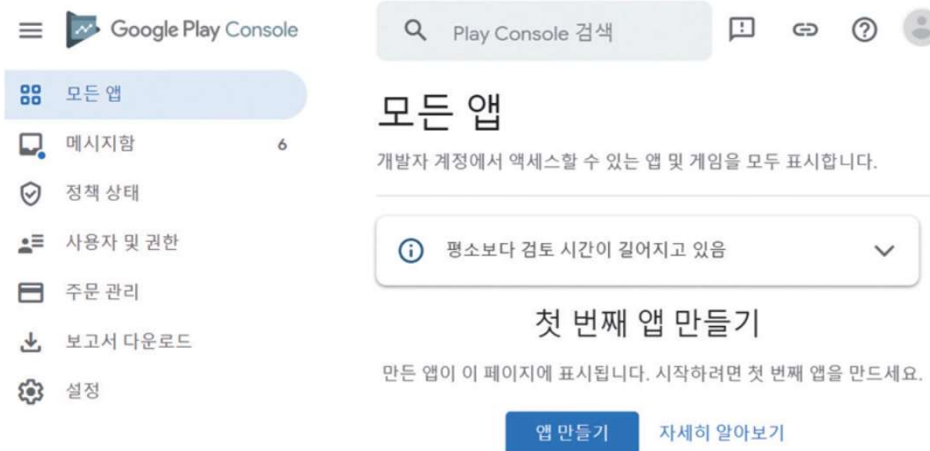 Google Play Console
Play Console 검색
모든 앱
메시지함 6
정책 상태
사용자 및 권한
주문 관리
보고서 다운로드
설정
모든 앱
개발자 계정에서 액세스할 수 있는 앱 및 게임을 모두 표시합니다.
평소보다 검토 시간이 길어지고 있음
첫 번째 앱 만들기
만든 앱이 이 페이지에 표시됩니다. 시작하려면 첫 번째 앱을 만드세요.
앱 만들기 자세히 알아보기